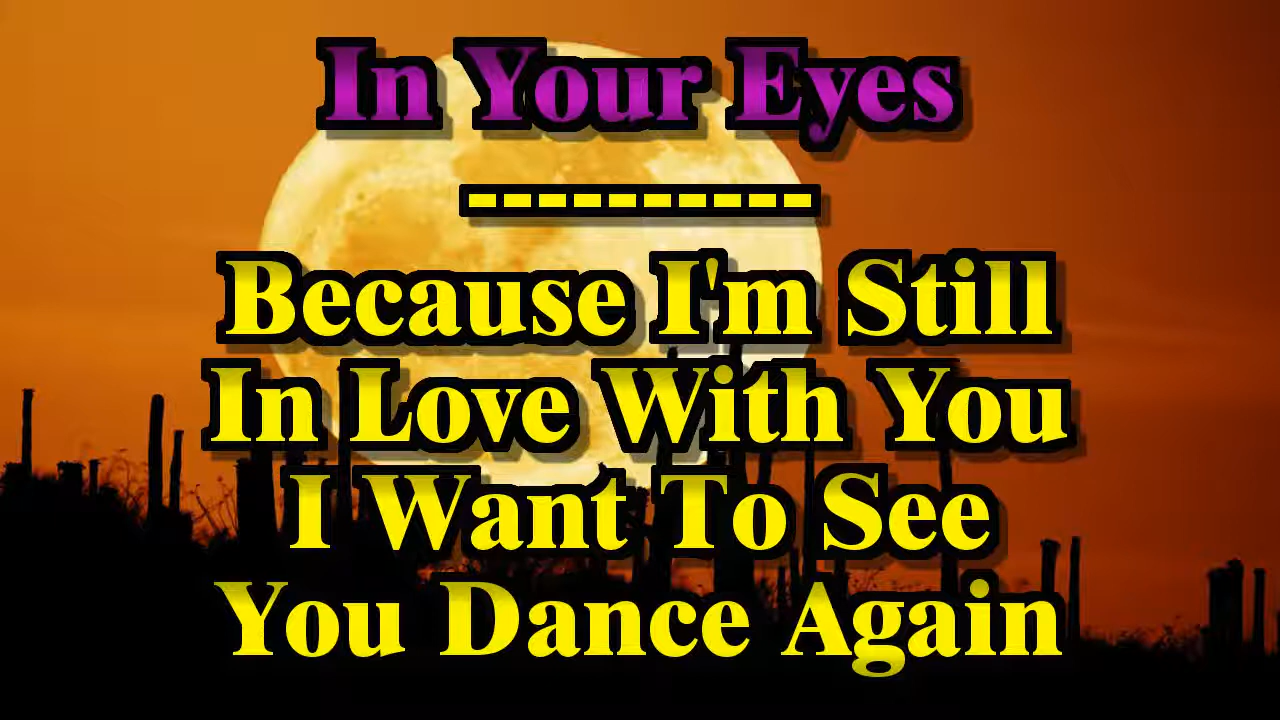 In Your Eyes
----------
Because I'm Still
In Love With You
I Want To See
You Dance Again